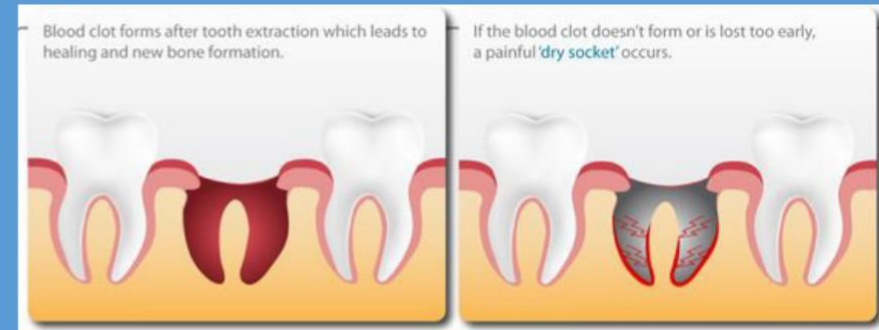 Blood clot forms after tooth extraction which leads to
healing and new bone formation.
If the blood clot doesn't form or is lost too early,
a painful 'dry socket' occurs.